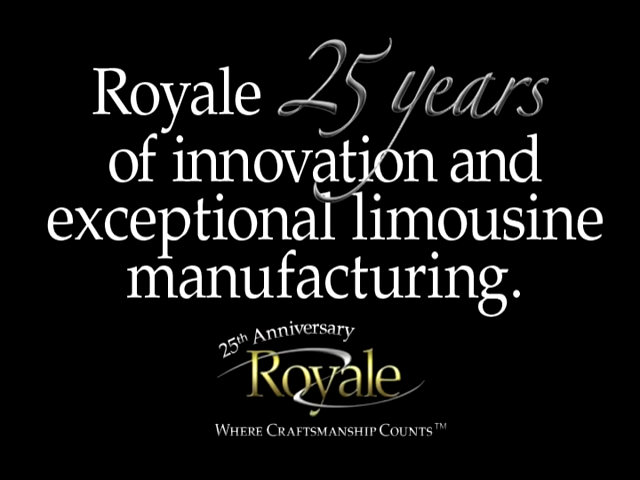 Royale 25 years
of innovation and
exceptional limousine
manufacturing.
25th Anniversary
Royale
WHERE CRAFTSMANSHIP COUNTS™